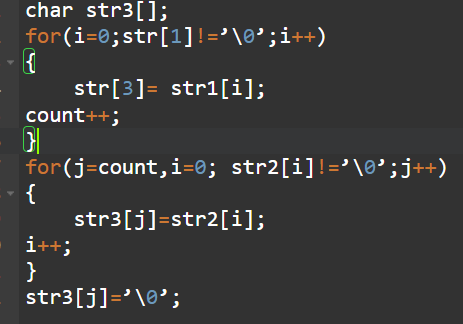 char str3[];
for(i=0;str[1]!=’\0’;i++)
{
    str[3]= str1[i];
count++;
}
for(j=count,i=0; str2[i]!=’\0’;j++)
{
    str3[j]=str2[i];
i++;
}
str3[j]=’\0’;